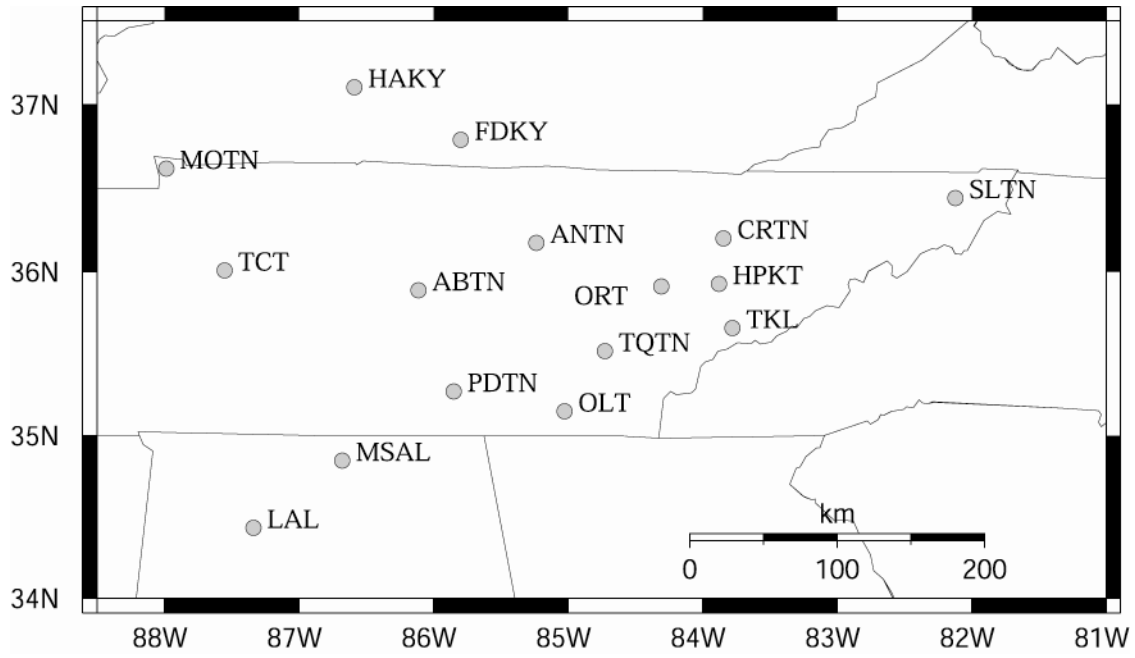 HAKY
37N
FDKY
MOTN
SLTN
CRTN
ANTN
TCT
36N
ABTN
HPKT
ORT
TKL
TQTN
PDTN
OLT
35N
MSAL
LAL
km
0 100 200
34N
88W 87W 86W 85W 84W 83W 82W 81W